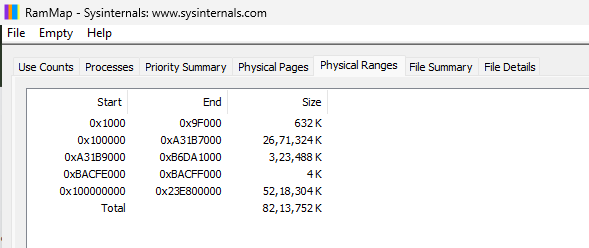 RamMap - Sysinternals: www.sysinternals.com
File Empty Help
Use Counts Processes Priority Summary Physical Pages Physical Ranges File Summary File Details
Start End Size
0x1000 0x9F000 632 K
0x100000 0xA31B7000 26,71,324 K
0xA31B9000 0xB6DA1000 3,23,488 K
0xBACFE000 0xBACFF000 4 K
0x100000000 0x23E800000 52,18,304 K
Total 82,13,752 K